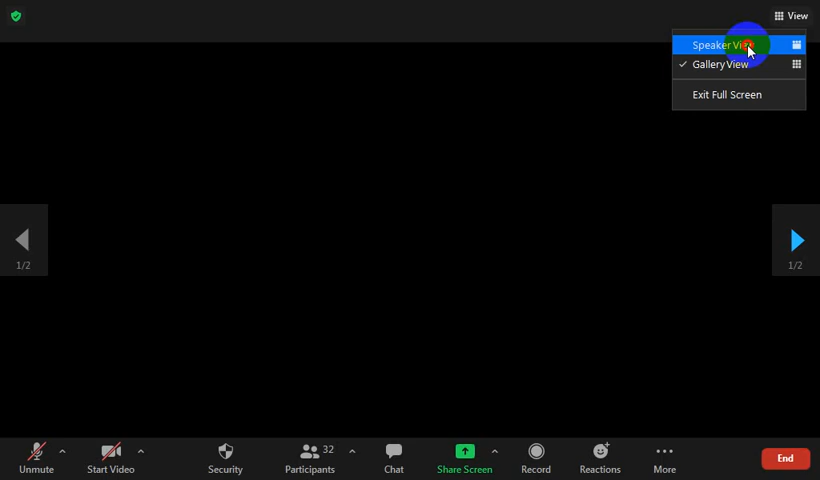 View
Speaker View
Gallery View
Exit Full Screen
1/2
1/2
32
Unmute
Start Video
Security
Participants
Chat
Share Screen
Record
Reactions
More
End